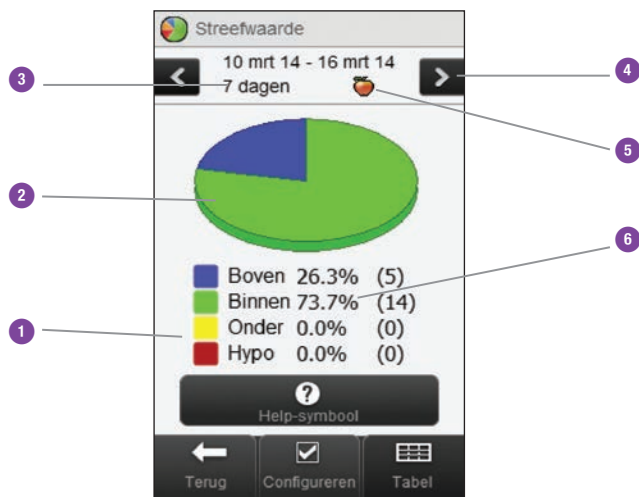 Streefwaarde
10 mrt 14 - 16 mrt 14
7 dagen
Boven 26.3% (5)
Binnen 73.7% (14)
Onder 0.0% (0)
Hypo 0.0% (0)
?
Help-symbool
Terug Configureren Tabel
3
4
5
2
6
1